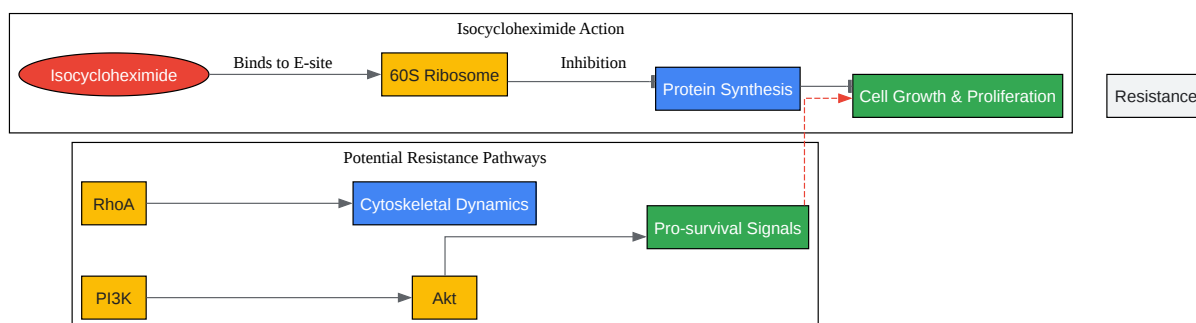 Isocycloheximide Action
Isocycloheximide
Binds to E-site
60S Ribosome
Inhibition
Protein Synthesis
Cell Growth & Proliferation
Resistance
Potential Resistance Pathways
RhoA
Cytoskeletal Dynamics
Pro-survival Signals
PI3K
Akt